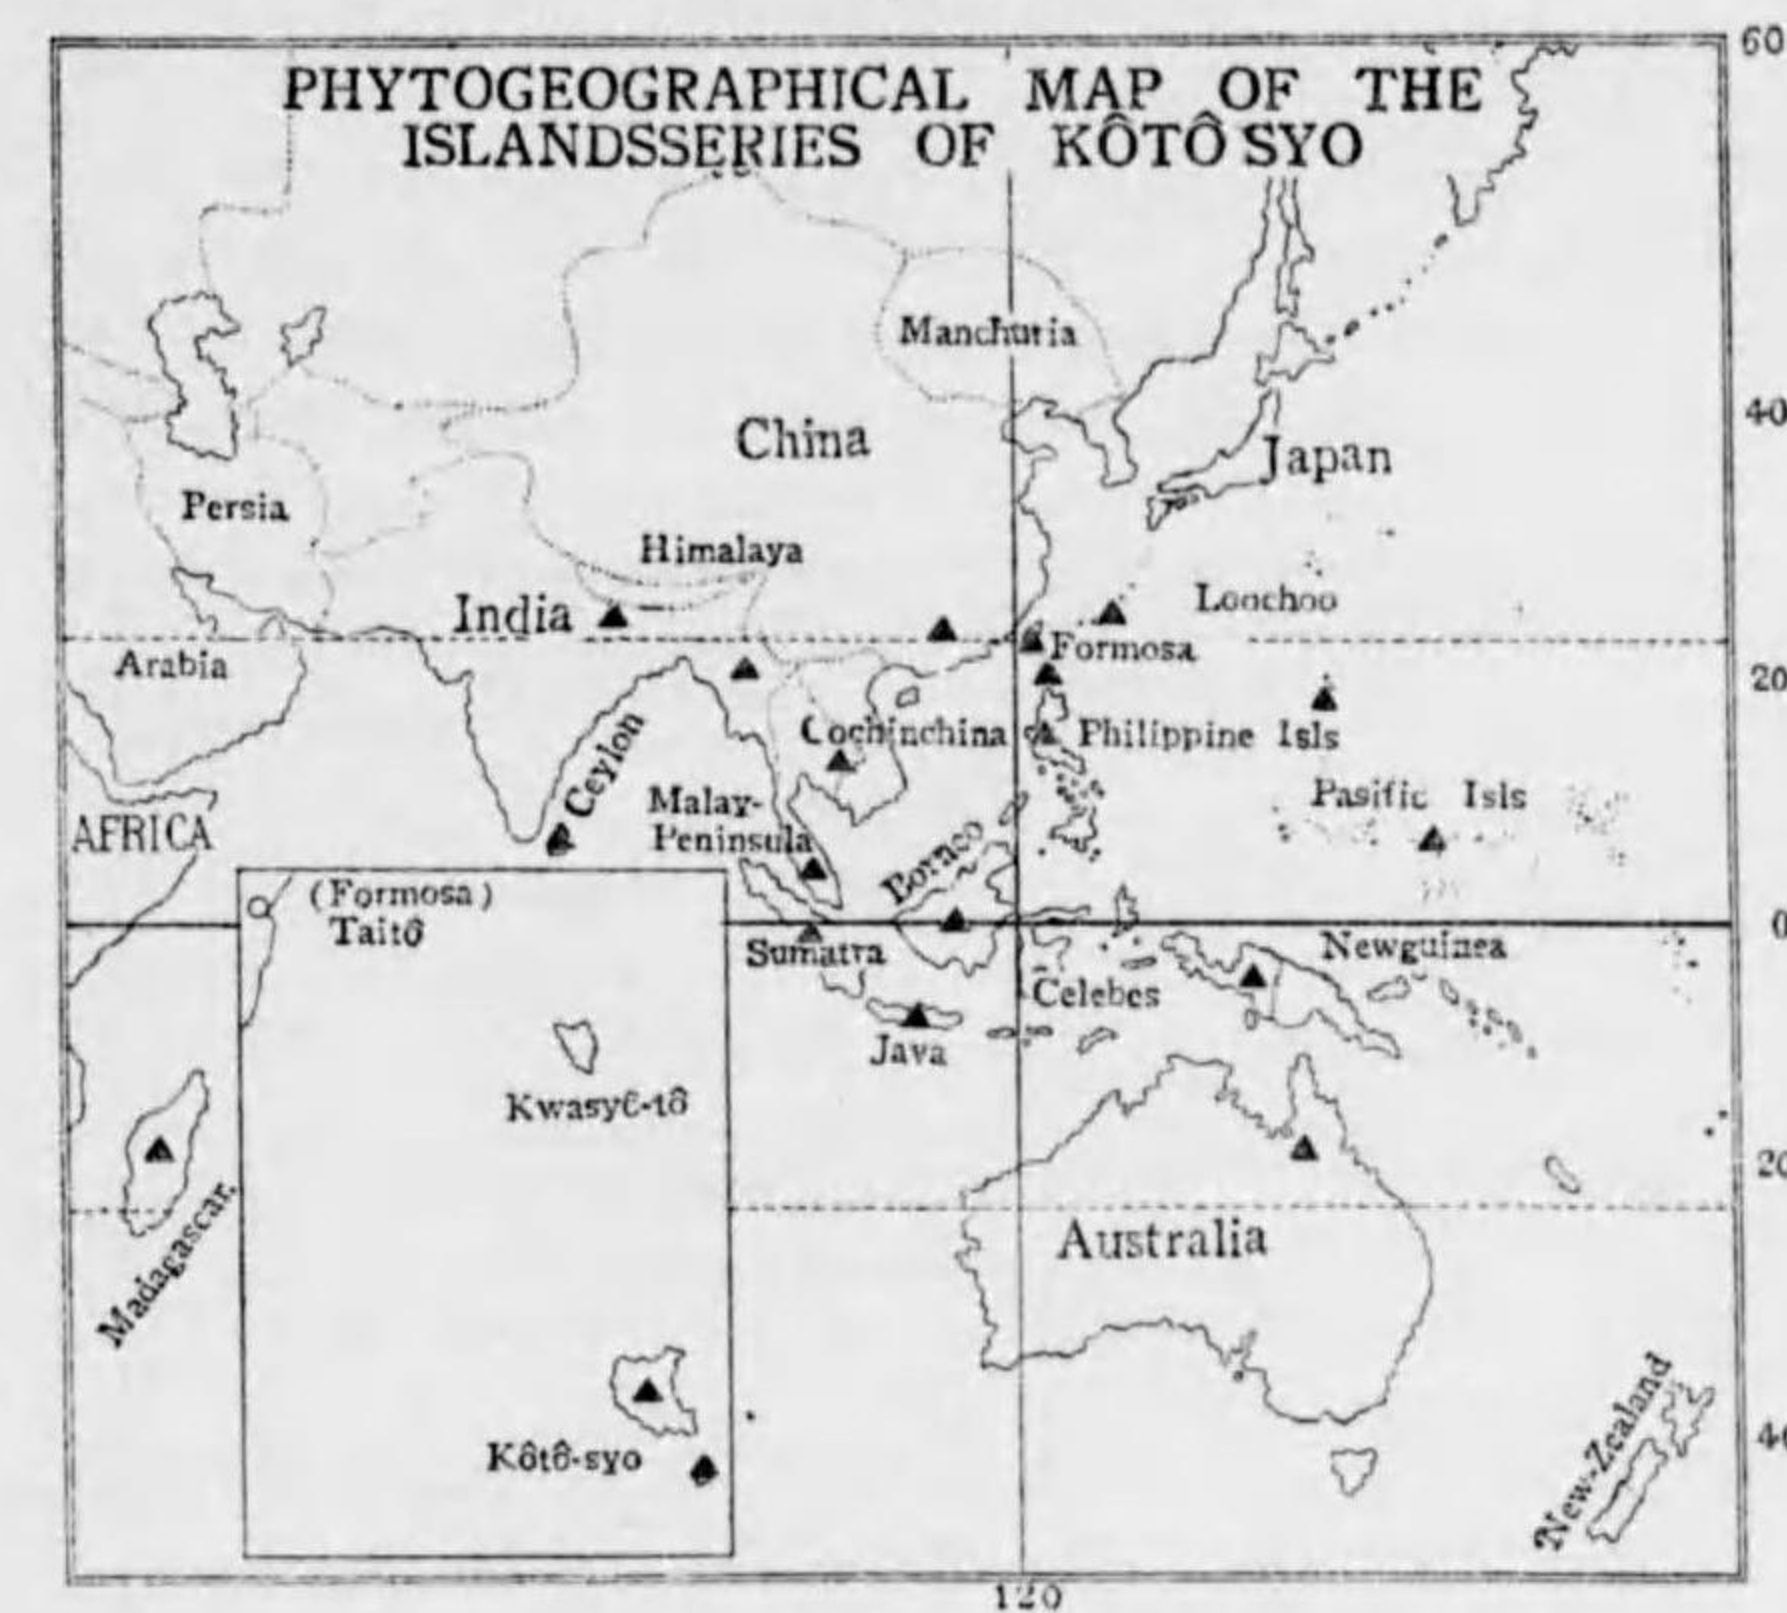 PHYTOGEOGRAPHICAL MAP OF THE
ISLANDSSERIES OF KÔTÔ SYO
60
Manchuria
40
China
Japan
Persia
Himalaya
India
Loochoo
Formosa
Arabia
20
Cochinchina
Philippine Isls
Ceylon
Malay-
Peninsula
Pasific Isls
AFRICA
Borneo
(Formosa)
Taitô
0
Sumatra
Newguinea
Celebes
Java
Kwasyê-tô
20
Madagascar.
Australia
Kôtô-syo
New-Zealand
40
120